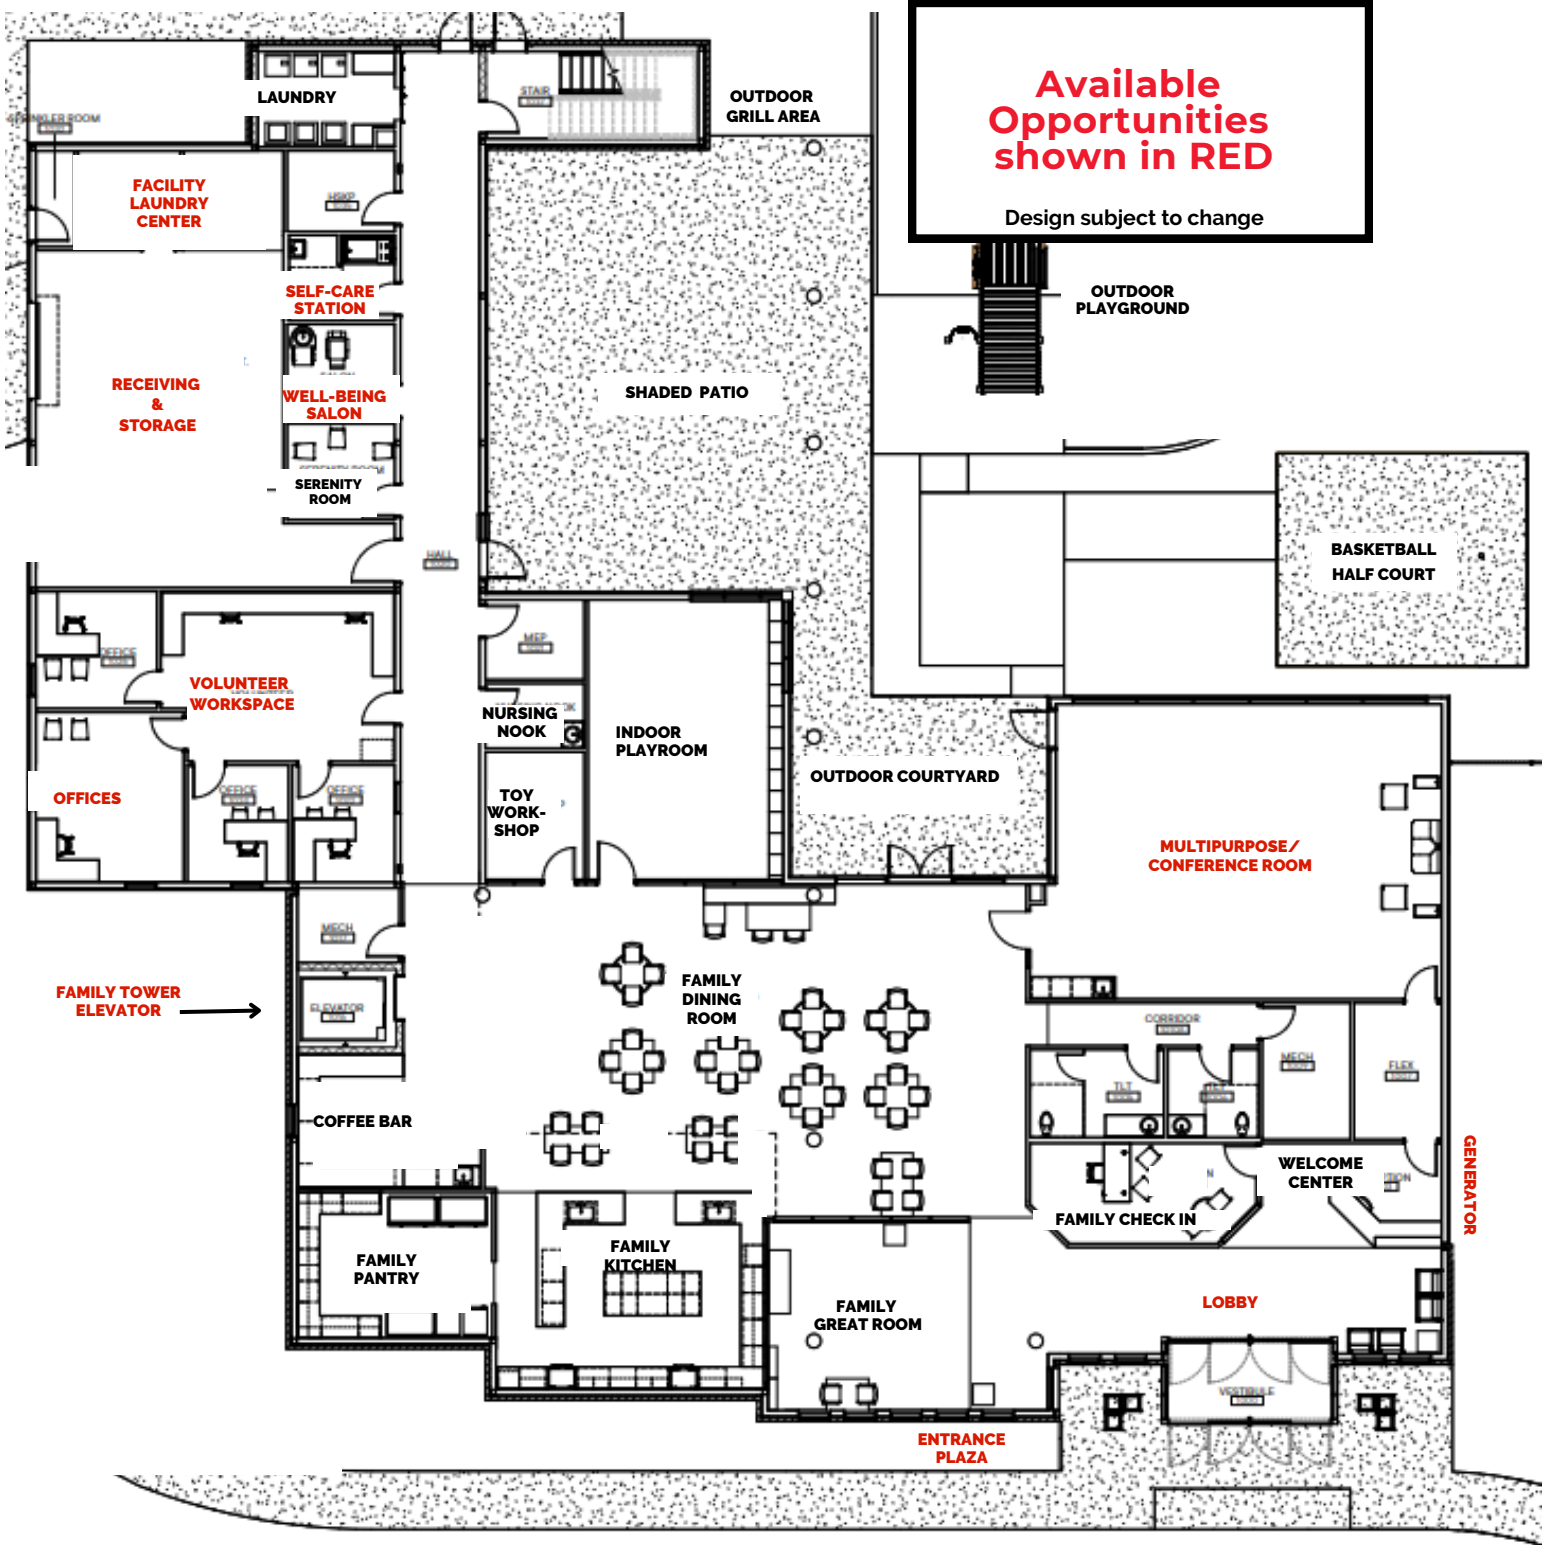 Available
Opportunities
shown in RED
Design subject to change
LAUNDRY
STAIR
OUTDOOR
GRILL AREA
ROOM
FACILITY
LAUNDRY
CENTER
HSKP
SELF-CARE
STATION
OUTDOOR
PLAYGROUND
RECEIVING
&
STORAGE
WELL-BEING
SALON
SHADED PATIO
SERENITY
ROOM
HALL
BASKETBALL
HALF COURT
OFFICE
MEP
VOLUNTEER
WORKSPACE
NURSING
NOOK
INDOOR
PLAYROOM
OUTDOOR COURTYARD
OFFICES
OFFICE
OFFICE
TOY
WORK-
SHOP
MULTIPURPOSE/
CONFERENCE ROOM
MECH
FAMILY TOWER
ELEVATOR
ELEVATOR
FAMILY
DINING
ROOM
CORRIDOR
MECH
FLEX
TLT
TLT
COFFEE BAR
GENERATOR
WELCOME
CENTER
FAMILY CHECK IN
FAMILY
PANTRY
FAMILY
KITCHEN
FAMILY
GREAT ROOM
LOBBY
VESTIBULE
ENTRANCE
PLAZA